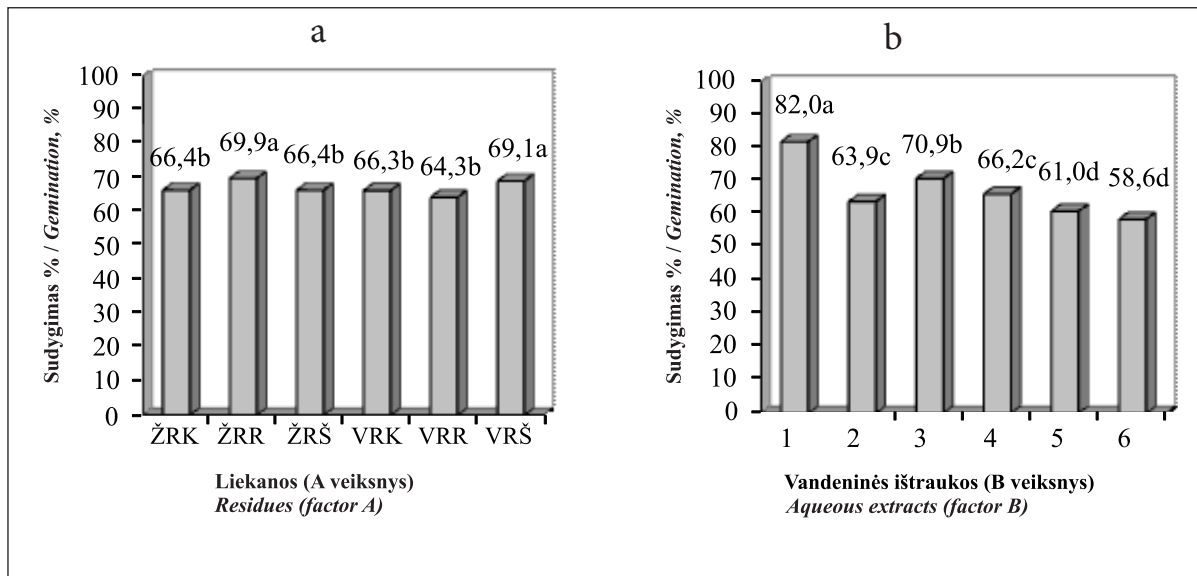 a
Sudygimas % / Gemination, %
100
90
80
70
60
50
40
30
20
10
0
66,4b 69,9a 66,4b 66,3b 64,3b 69,1a
ŽRK ŽRR ŽRŠ VRK VRR VRŠ
Liekanos (A veiksnys)
Residues (factor A)
b
Sudygimas % / Gemination, %
100
90
80
70
60
50
40
30
20
10
0
82,0a 63,9c 70,9b 66,2c 61,0d 58,6d
1 2 3 4 5 6
Vandeninės ištraukos (B veiksnys)
Aqueous extracts (factor B)